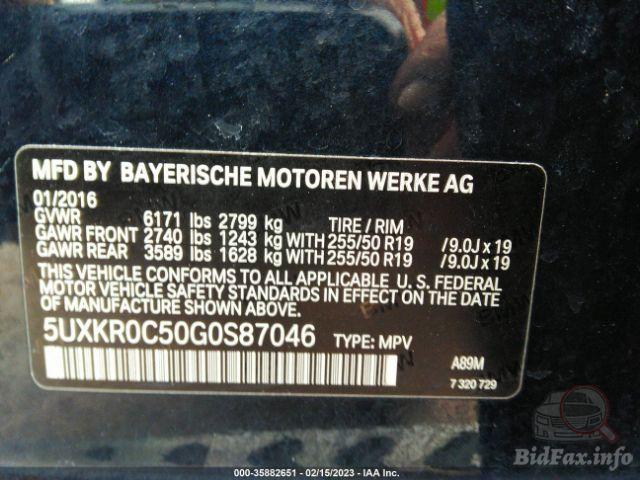 MFD BY BAYERISCHE MOTOREN WERKE AG
01/2016
GVWR 6171 lbs 2799 kg TIRE / RIM
GAWR FRONT 2740 lbs 1243 kg WITH 255/50 R19 /9.0J x 19
GAWR REAR 3589 lbs 1628 kg WITH 255/50 R19 /9.0J x 19
THIS VEHICLE CONFORMS TO ALL APPLICABLE U. S. FEDERAL
MOTOR VEHICLE SAFETY STANDARDS IN EFFECT ON THE DATE
OF MANUFACTURE SHOWN ABOVE.
5UXKR0C50G0S87046 TYPE: MPV
A89M
7 320 729
BidFax.info
000-35882651 - 02/15/2023 - IAA Inc.